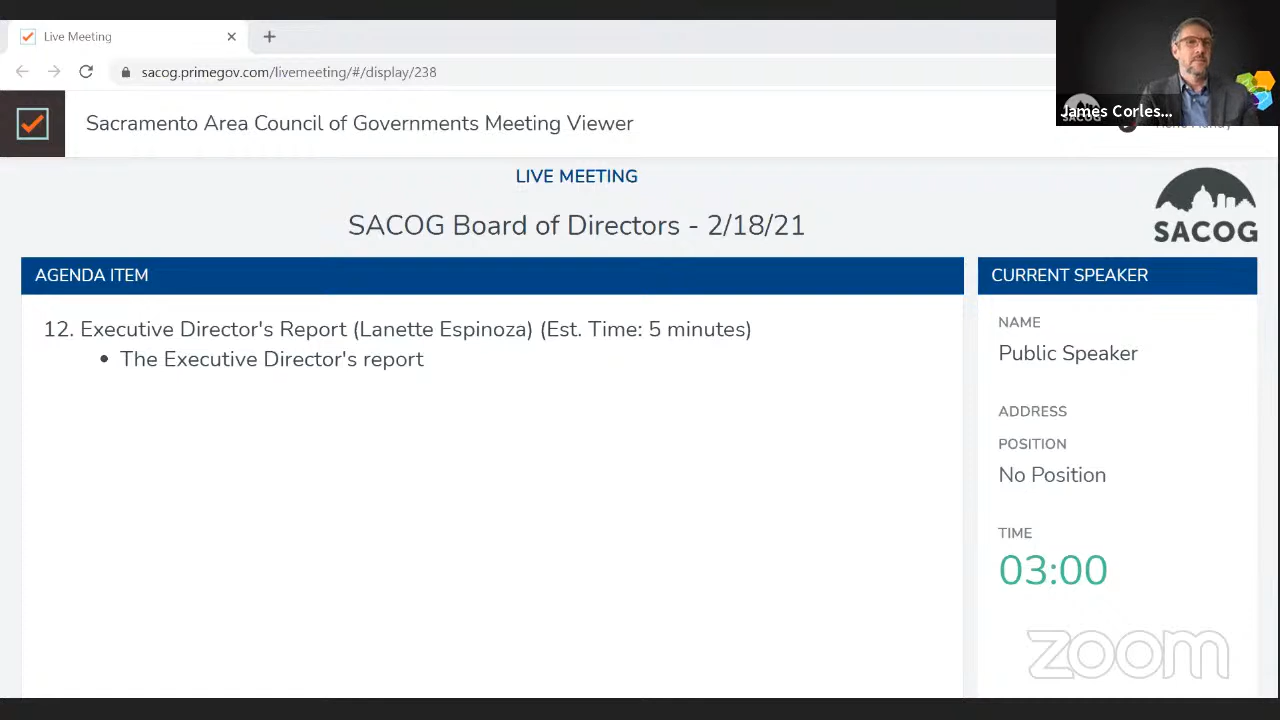 Live Meeting
sacog.primegov.com/livemeeting/#/display/238
James Corles...
SACOG
Sacramento Area Council of Governments Meeting Viewer
LIVE MEETING
SACOG Board of Directors - 2/18/21
SACOG
AGENDA ITEM
12. Executive Director's Report (Lanette Espinoza) (Est. Time: 5 minutes)
• The Executive Director's report
CURRENT SPEAKER
NAME
Public Speaker
ADDRESS
POSITION
No Position
TIME
03:00
zoom